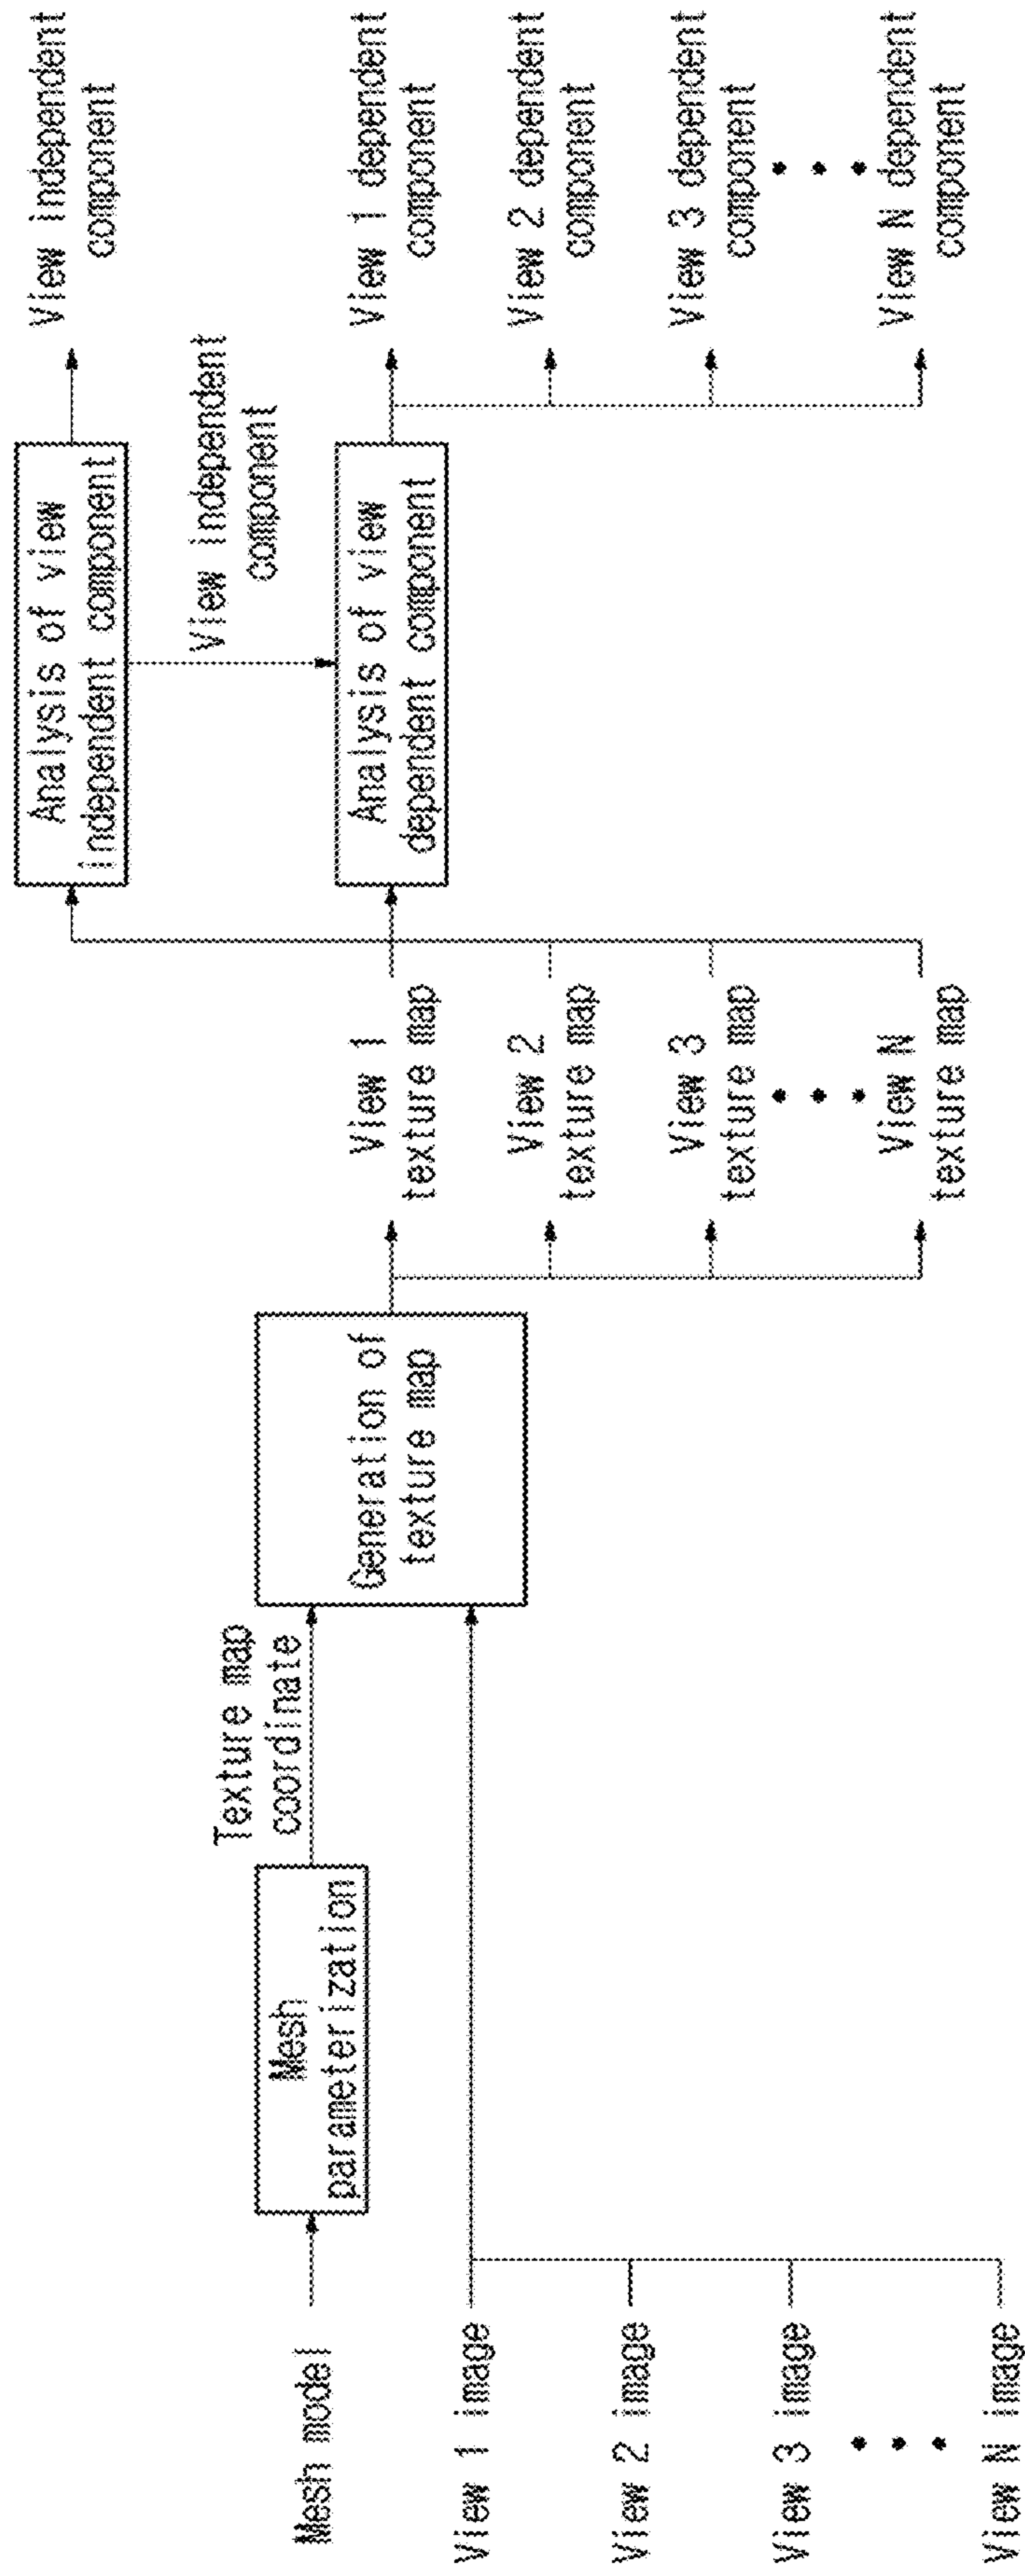 Mesh model
View 1 image
View 2 image
View 3 image
View N image
Mesh
parameterization
Texture map
coordinate
Generation of
texture map
View 1
texture map
View 2
texture map
View 3
texture map
View N
texture map
Analysis of view
independent component
View independent
component
Analysis of view
dependent component
View independent
component
View 1 dependent
component
View 2 dependent
component
View 3 dependent
component
View N dependent
component